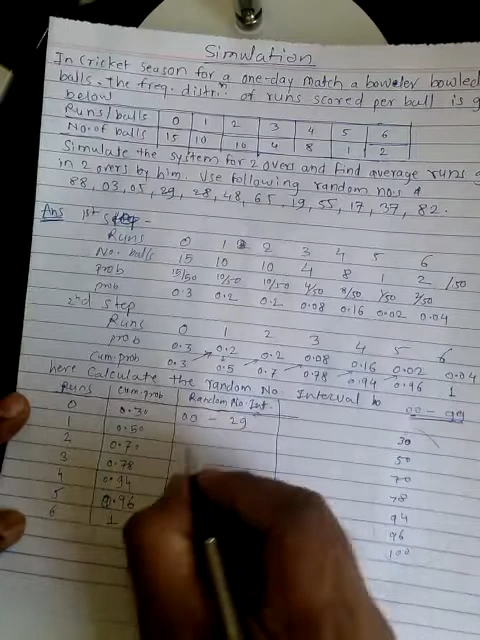 Simulation
In Cricket season for a one-day match a bowler bowled
balls. The freq. distriⁿ of runs scored per ball is g
below
Runs/balls 0 1 2 3 4 5 6
No. of balls 15 10 10 4 8 1 2
Simulate the system for 2 overs and find average runs g
in 2 overs by him. Use following random nos
88, 03, 05, 29, 28, 48, 65, 19, 55, 17, 37, 82.
Ans 1st step -
Runs 0 1 2 3 4 5 6
No. balls 15 10 10 4 8 1 2 /50
prob 15/50 10/50 10/50 4/50 8/50 1/50 2/50
prob 0.3 0.2 0.2 0.08 0.16 0.02 0.04
2nd step
Runs 0 1 2 3 4 5 6
prob 0.3 0.2 0.2 0.08 0.16 0.02 0.04
cum.prob 0.3 0.5 0.7 0.78 0.94 0.96 1
here Calculate the random No. Interval to 00 - 99
Runs Cum.prob Random No. Int.
0 0.30 00 - 29
1 0.50 30
2 0.70 50
3 0.78 70
4 0.94 78
5 0.96 94
6 1 96
100